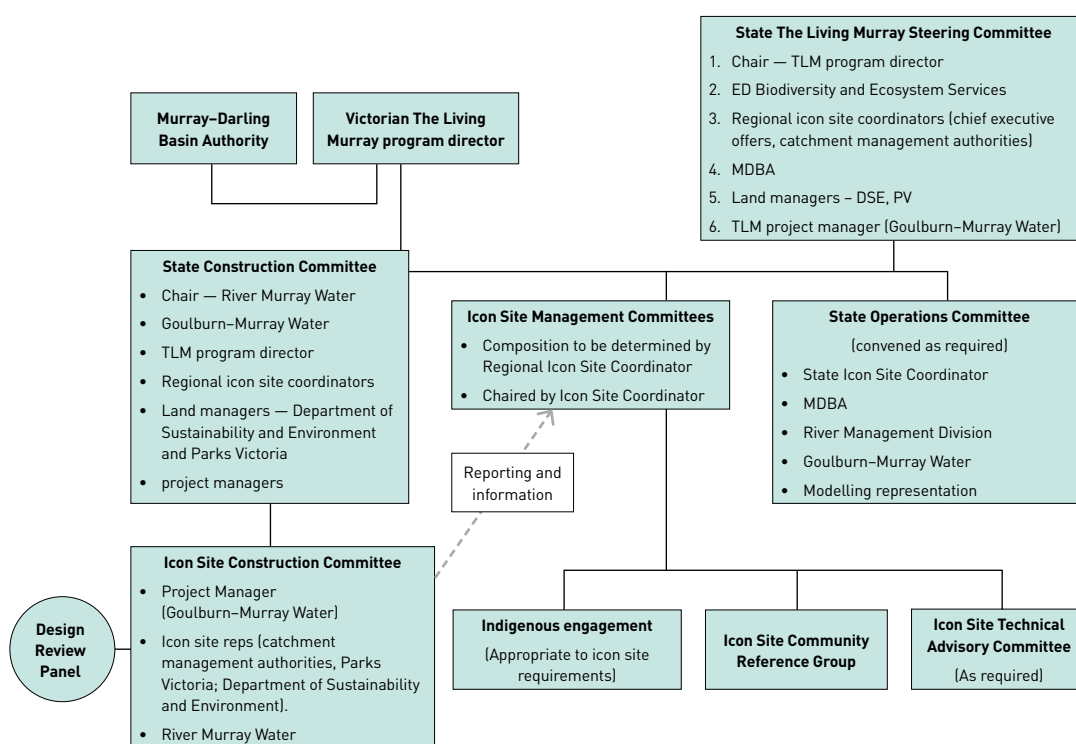 State The Living Murray Steering Committee
1. Chair — TLM program director
2. ED Biodiversity and Ecosystem Services
3. Regional icon site coordinators (chief executive
offers, catchment management authorities)
4. MDBA
5. Land managers – DSE, PV
6. TLM project manager (Goulburn–Murray Water)
Murray–Darling
Basin Authority
Victorian The Living
Murray program director
State Construction Committee
• Chair — River Murray Water
• Goulburn–Murray Water
• TLM program director
• Regional icon site coordinators
• Land managers — Department of
Sustainability and Environment
and Parks Victoria
• project managers
Icon Site Management Committees
• Composition to be determined by
Regional Icon Site Coordinator
• Chaired by Icon Site Coordinator
State Operations Committee
(convened as required)
• State Icon Site Coordinator
• MDBA
• River Management Division
• Goulburn–Murray Water
• Modelling representation
Reporting and
information
Icon Site Construction Committee
• Project Manager
(Goulburn–Murray Water)
• Icon site reps (catchment
management authorities, Parks
Victoria; Department of Sustainability
and Environment).
• River Murray Water
Design
Review
Panel
Indigenous engagement
(Appropriate to icon site
requirements)
Icon Site Community
Reference Group
Icon Site Technical
Advisory Committee
(As required)